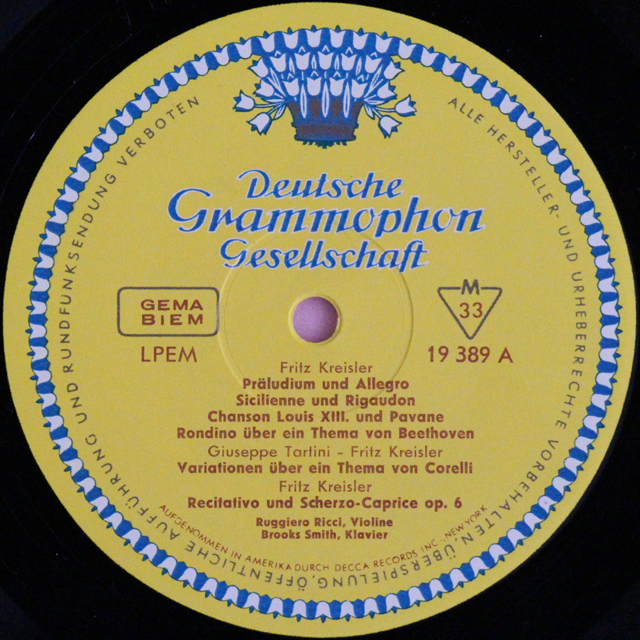 ALLE HERSTELLER- UND URHEBERRECHTE VORBEHALTEN, ÜBERSPIELUNG, ÖFFENTLICHE AUFFÜHRUNG UND RUNDFUNKSENDUNG VERBOTEN
Deutsche
Grammophon
Gesellschaft
GEMA
BIEM
LPEM
M
33
19 389 A
Fritz Kreisler
Präludium und Allegro
Sicilienne und Rigaudon
Chanson Louis XIII. und Pavane
Rondino über ein Thema von Beethoven
Giuseppe Tartini - Fritz Kreisler
Variationen über ein Thema von Corelli
Fritz Kreisler
Recitativo und Scherzo-Caprice op. 6
Ruggiero Ricci, Violine
Brooks Smith, Klavier
AUFGENOMMEN IN AMERIKA DURCH DECCA RECORDS INC., NEW YORK